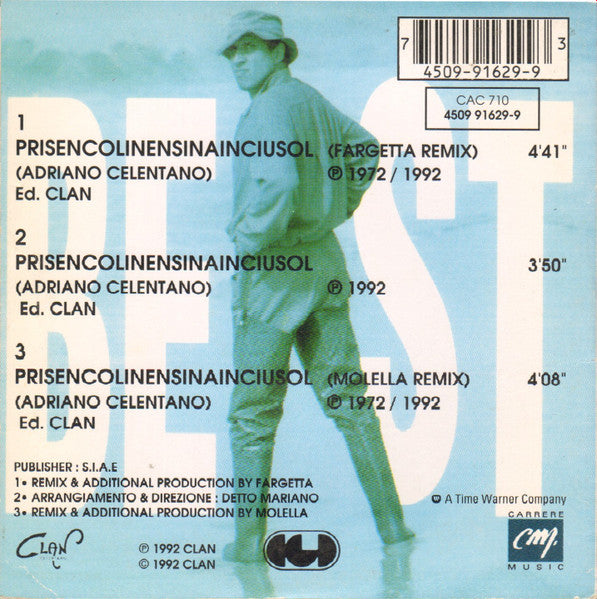 BEST
7
3
4509-91629-9
CAC 710
4509 91629-9
1
PRISENCOLINENSINAINCIUSOL (FARGETTA REMIX) 4'41"
(ADRIANO CELENTANO) ℗ 1972 / 1992
Ed. CLAN
2
PRISENCOLINENSINAINCIUSOL 3'50"
(ADRIANO CELENTANO) ℗ 1992
Ed. CLAN
3
PRISENCOLINENSINAINCIUSOL (MOLELLA REMIX) 4'08"
(ADRIANO CELENTANO) ℗ 1972 / 1992
Ed. CLAN
PUBLISHER : S.I.A.E
1• REMIX & ADDITIONAL PRODUCTION BY FARGETTA
2• ARRANGIAMENTO & DIREZIONE : DETTO MARIANO
3• REMIX & ADDITIONAL PRODUCTION BY MOLELLA
A Time Warner Company
CLAN
℗ 1992 CLAN
© 1992 CLAN
CARRERE
CM
MUSIC